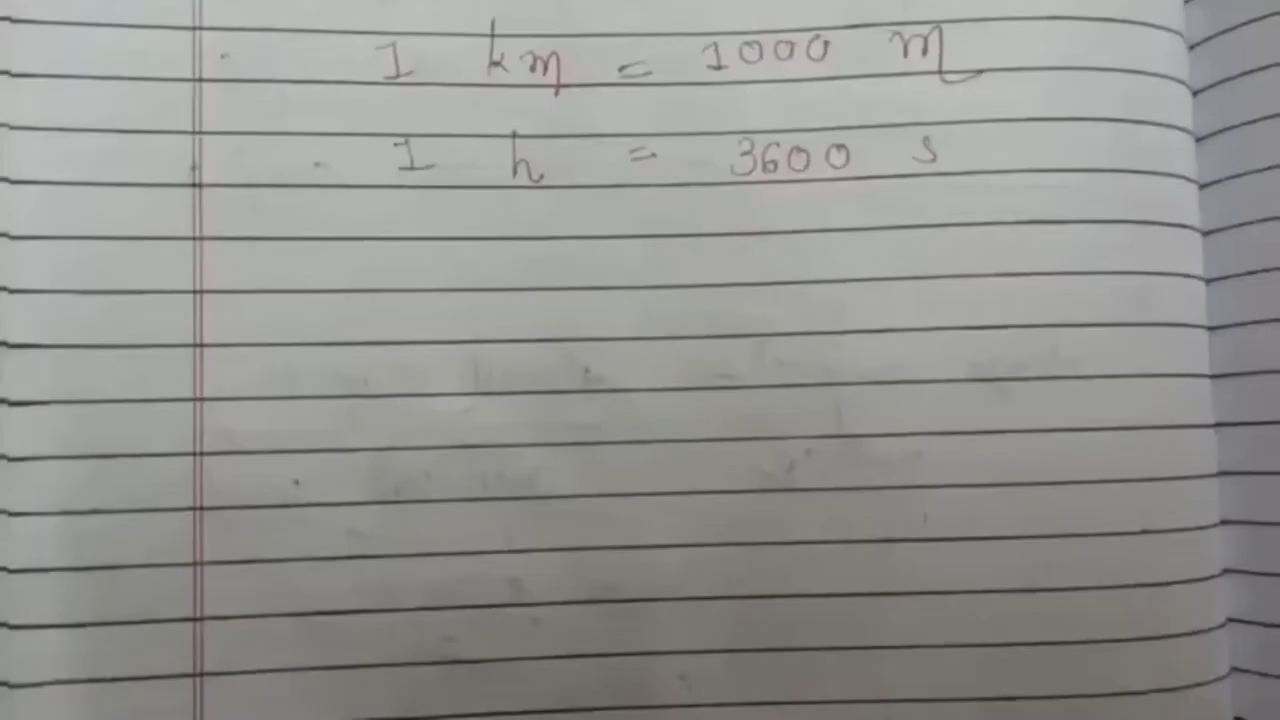 1 km = 1000 m
1 h = 3600 s